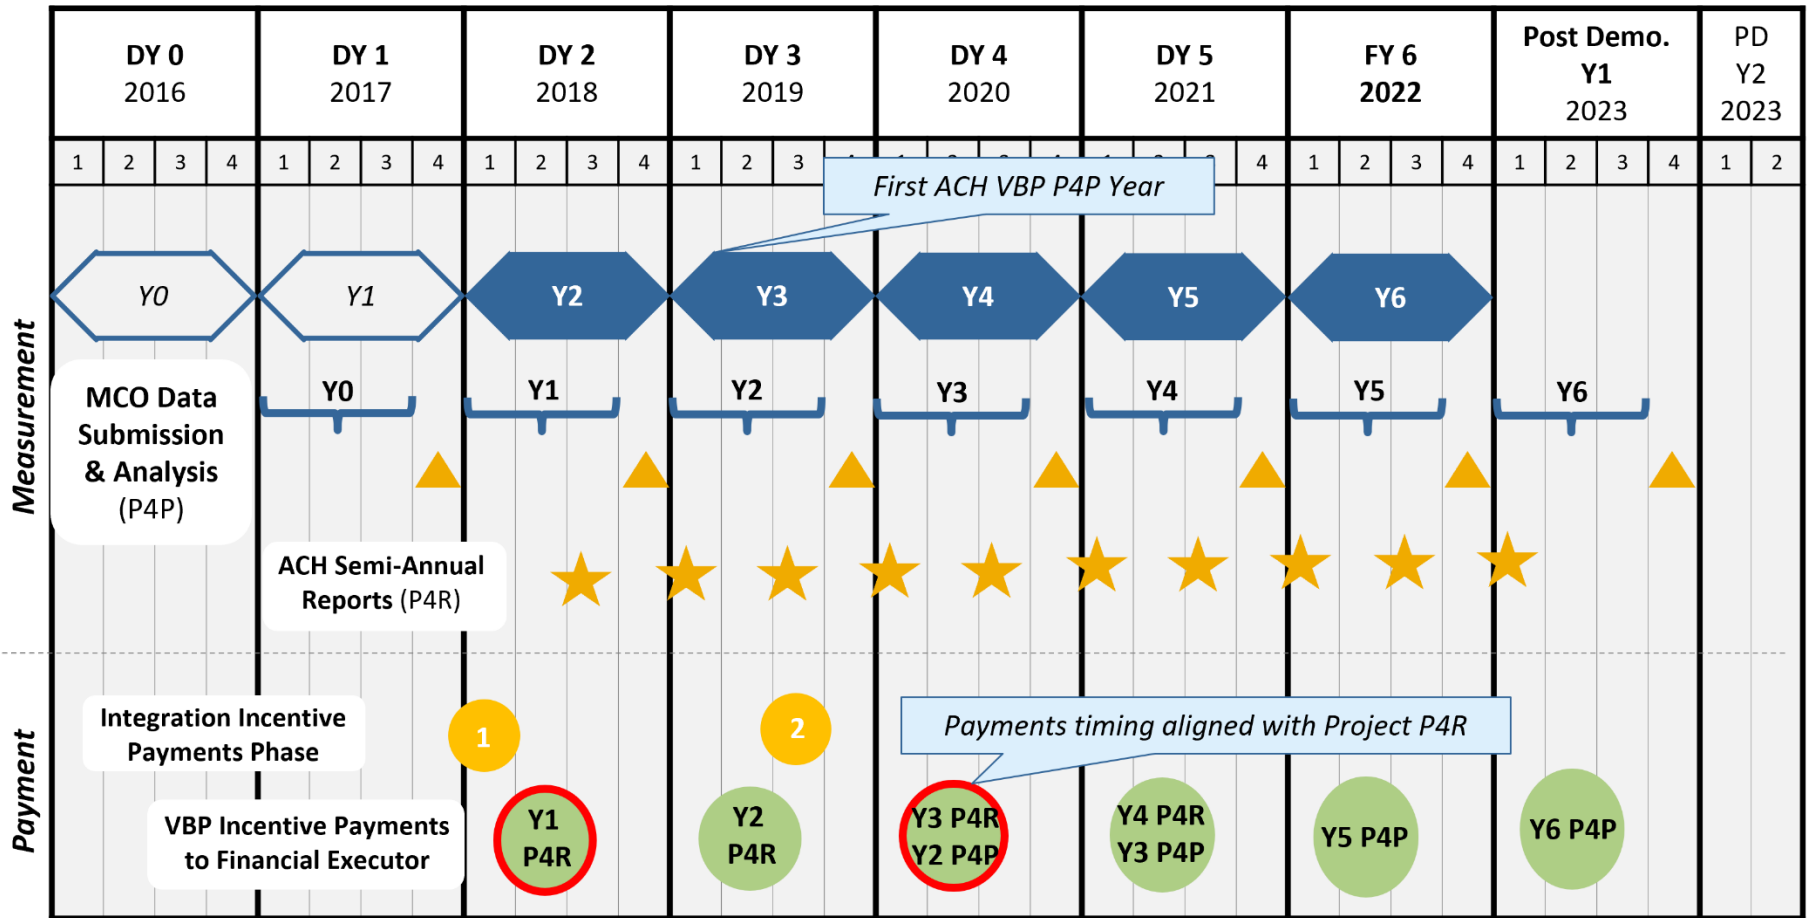 DY 0
2016
DY 1
2017
DY 2
2018
DY 3
2019
DY 4
2020
DY 5
2021
FY 6
2022
Post Demo.
Y1
2023
PD
Y2
2023
1 2 3 4 1 2 3 4 1 2 3 4 1 2 3 4 1 2 3 4 1 2 3 4 1 2
First ACH VBP P4P Year
Measurement
Y0 Y1 Y2 Y3 Y4 Y5 Y6
MCO Data
Submission
& Analysis
(P4P)
Y0 Y1 Y2 Y3 Y4 Y5 Y6
ACH Semi-Annual
Reports (P4R)
Payment
Integration Incentive
Payments Phase
1 2
Payments timing aligned with Project P4R
VBP Incentive Payments
to Financial Executor
Y1
P4R
Y2
P4R
Y3 P4R
Y2 P4P
Y4 P4R
Y3 P4P
Y5 P4P
Y6 P4P